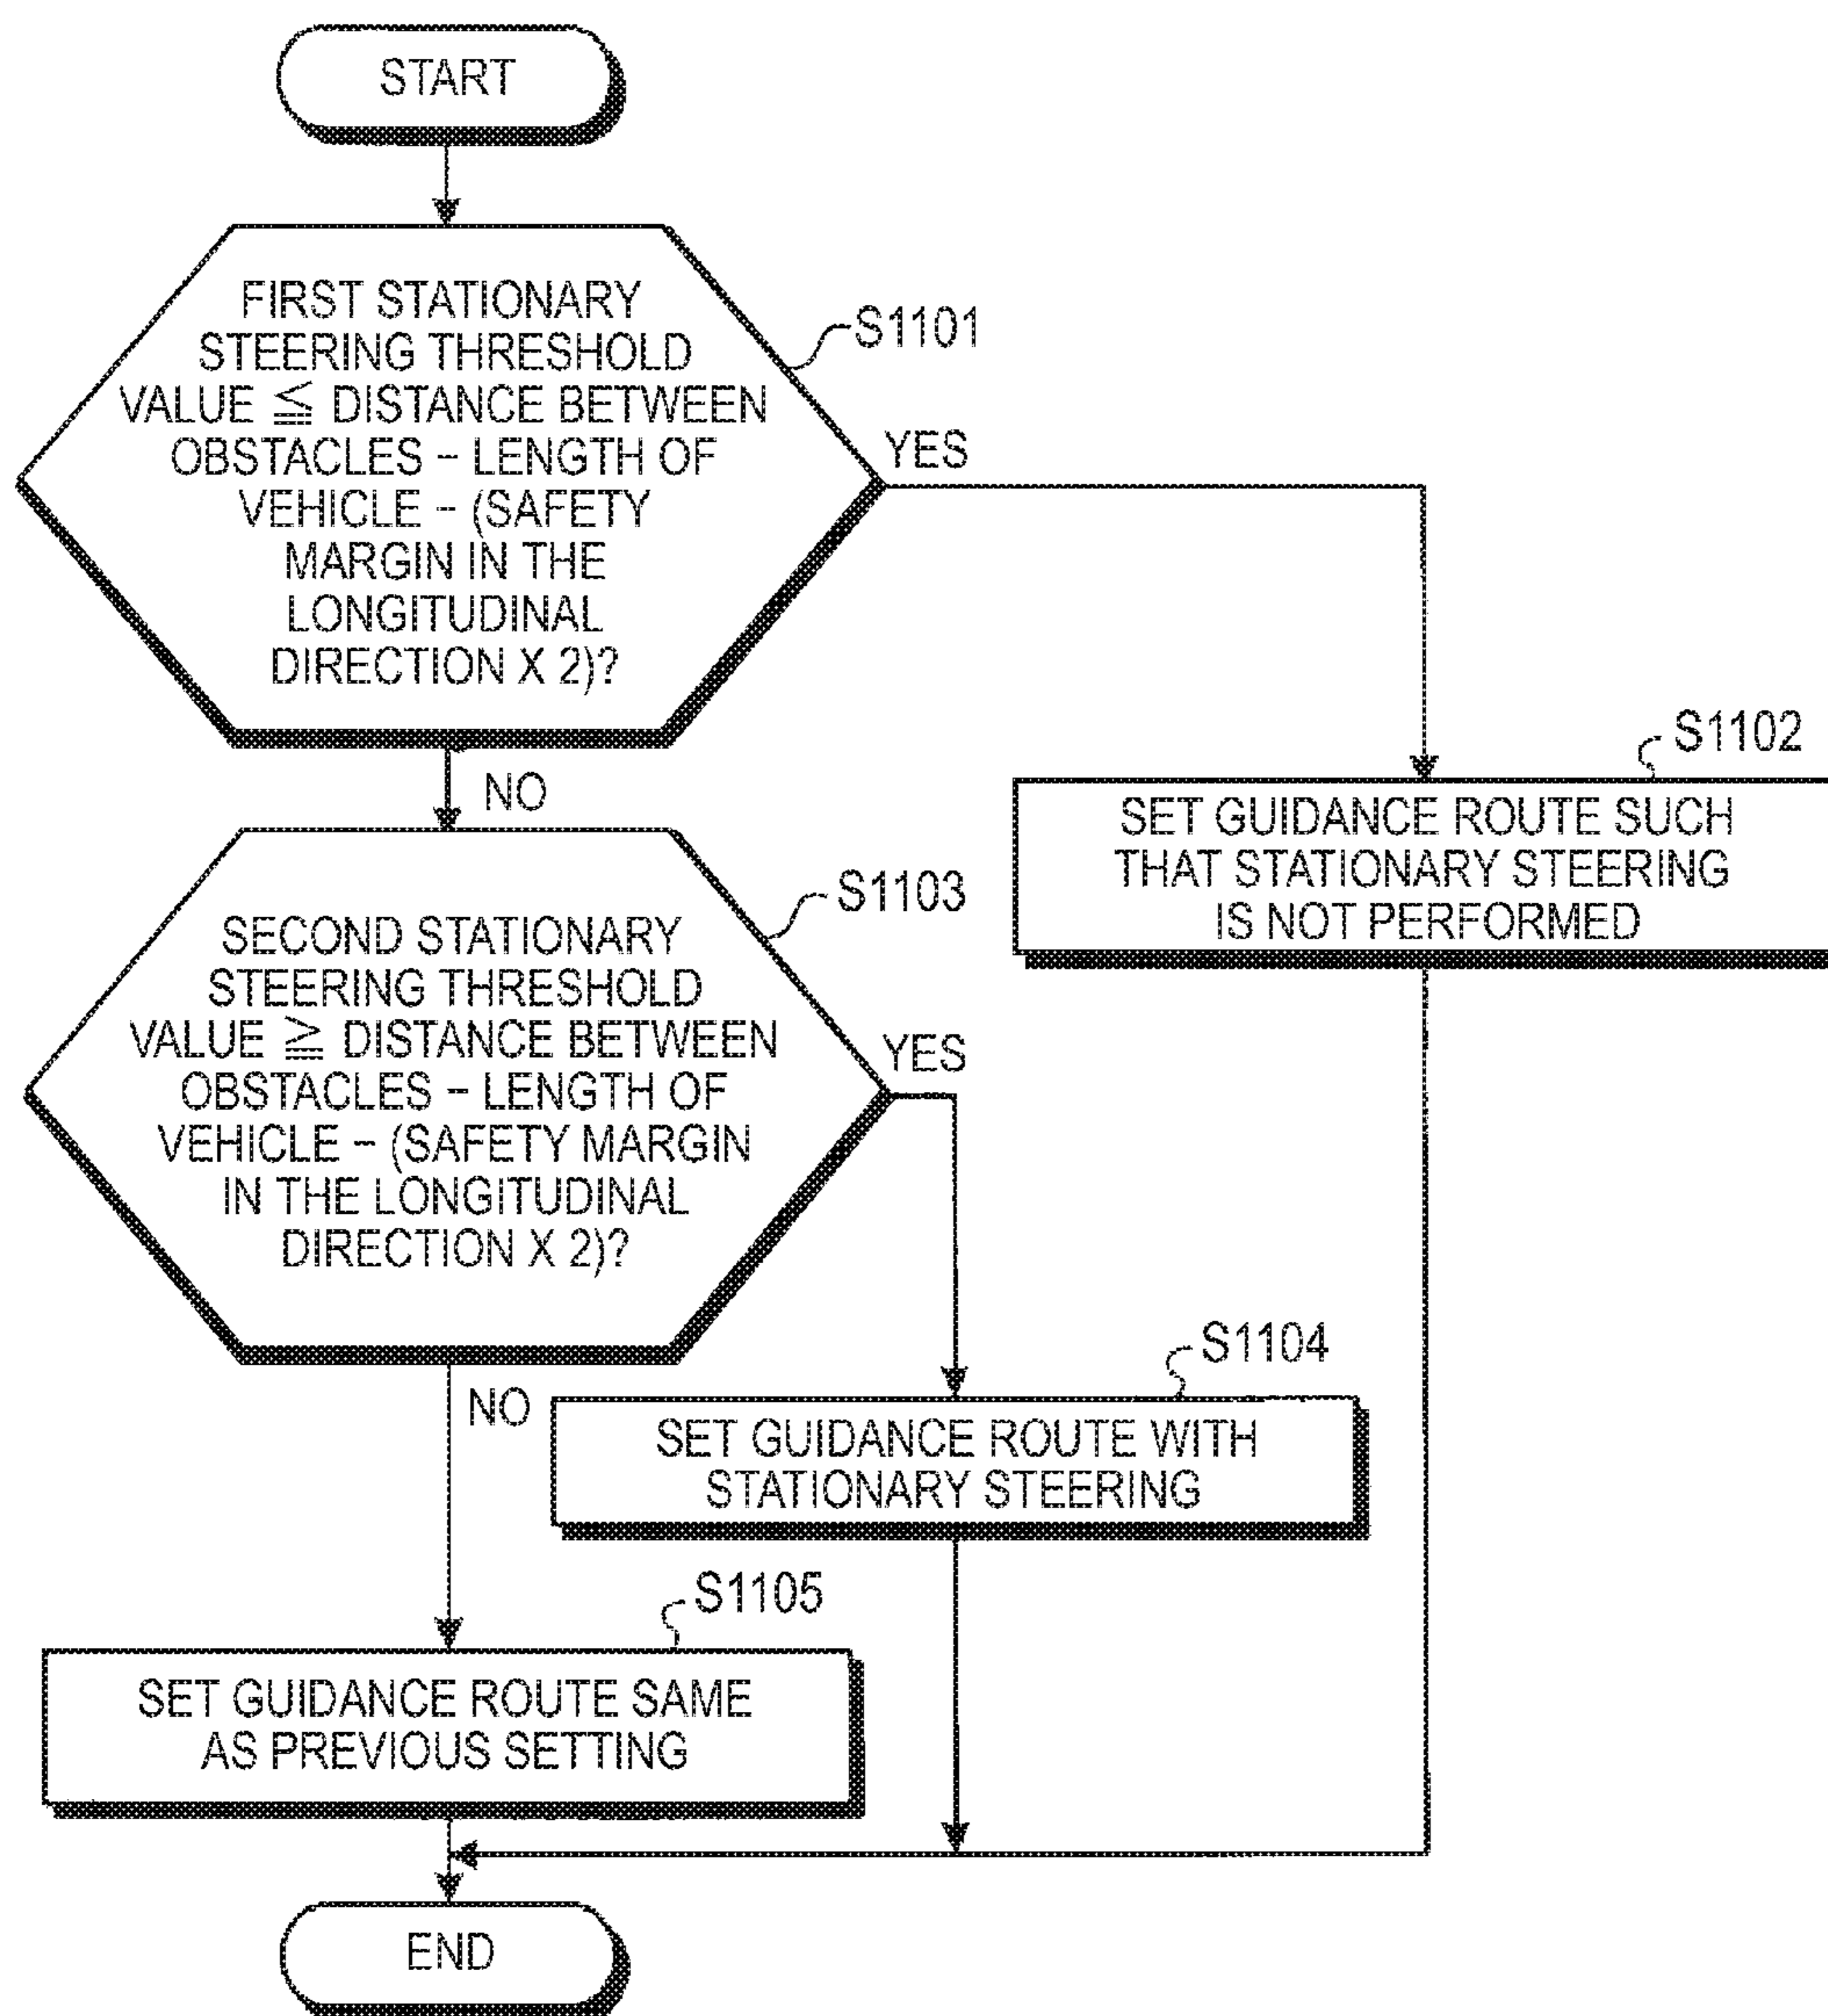 START
FIRST STATIONARY
STEERING THRESHOLD
VALUE ≦ DISTANCE BETWEEN
OBSTACLES - LENGTH OF
VEHICLE - (SAFETY
MARGIN IN THE
LONGITUDINAL
DIRECTION X 2)?
S1101
YES
NO
S1102
SET GUIDANCE ROUTE SUCH
THAT STATIONARY STEERING
IS NOT PERFORMED
S1103
SECOND STATIONARY
STEERING THRESHOLD
VALUE ≧ DISTANCE BETWEEN
OBSTACLES - LENGTH OF
VEHICLE - (SAFETY MARGIN
IN THE LONGITUDINAL
DIRECTION X 2)?
YES
NO
S1104
SET GUIDANCE ROUTE WITH
STATIONARY STEERING
S1105
SET GUIDANCE ROUTE SAME
AS PREVIOUS SETTING
END